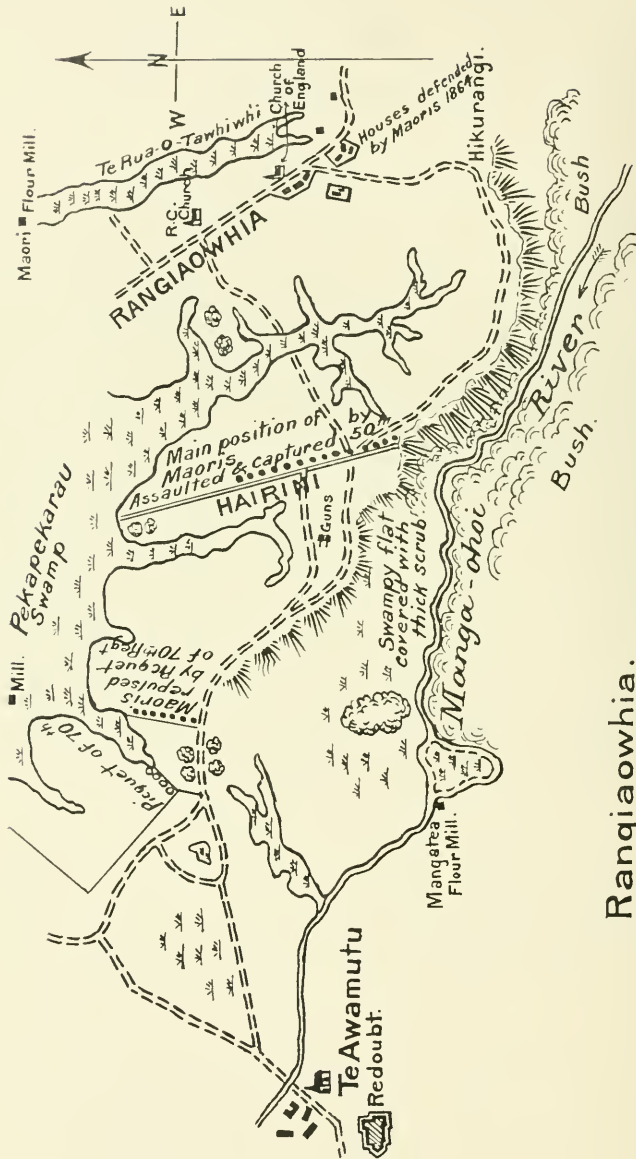 Maori Flour Mill.
Te Rua-o-Tawhiwhi
W N E
R.C. Church
Church
of
England
RANGIAOWHIA
Houses defended
by Maoris 1864
Hikurangi.
Mill.
Pekapekarau
Swamp
Picquet of 70th
Maoris
repulsed
by Picquet
of 70th Regt
Main position of
Maoris
Assaulted & captured by
50th
HAIRINI
Guns
Swampy flat
covered with
thick scrub
Bush
River
Bush.
Manga-ohoi
Mangatea
Flour Mill.
Te Awamutu
Redoubt.
Rangiaowhia.